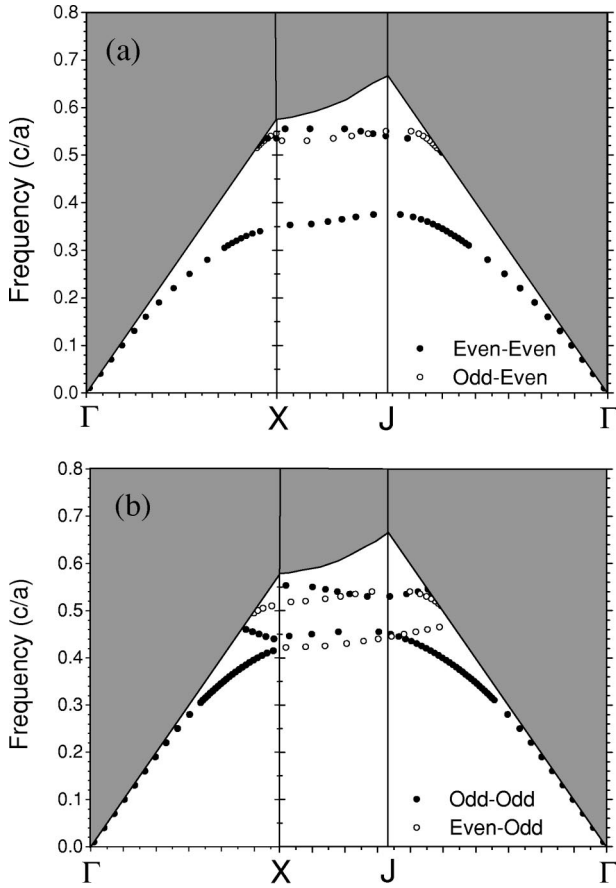 0.8
(a)
0.7
0.6
0.5
0.4
0.3
0.2
0.1
0.0
Frequency (c/a)
Even-Even
Odd-Even
Γ X J Γ
0.8
(b)
0.7
0.6
0.5
0.4
0.3
0.2
0.1
0.0
Frequency (c/a)
Odd-Odd
Even-Odd
Γ X J Γ